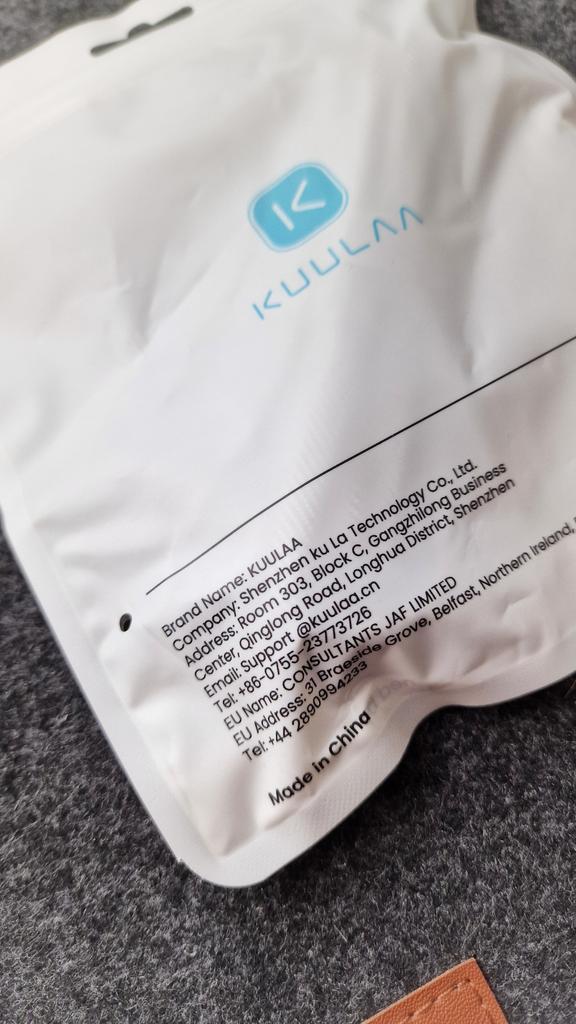 K
KUULAA
Brand Name: KUULAA
Company: Shenzhen ku La Technology Co., Ltd.
Address: Room 303, Block C, Gangzhilong Business
Center, Qinglong Road, Longhua District, Shenzhen
Email: Support @kuulaa.cn
Tel: +86-0755-23773726
EU Name: CONSULTANTS JAF LIMITED
EU Address: 31 Braeside Grove, Belfast, Northern Ireland,
Tel: +44 2890994233
Made in China